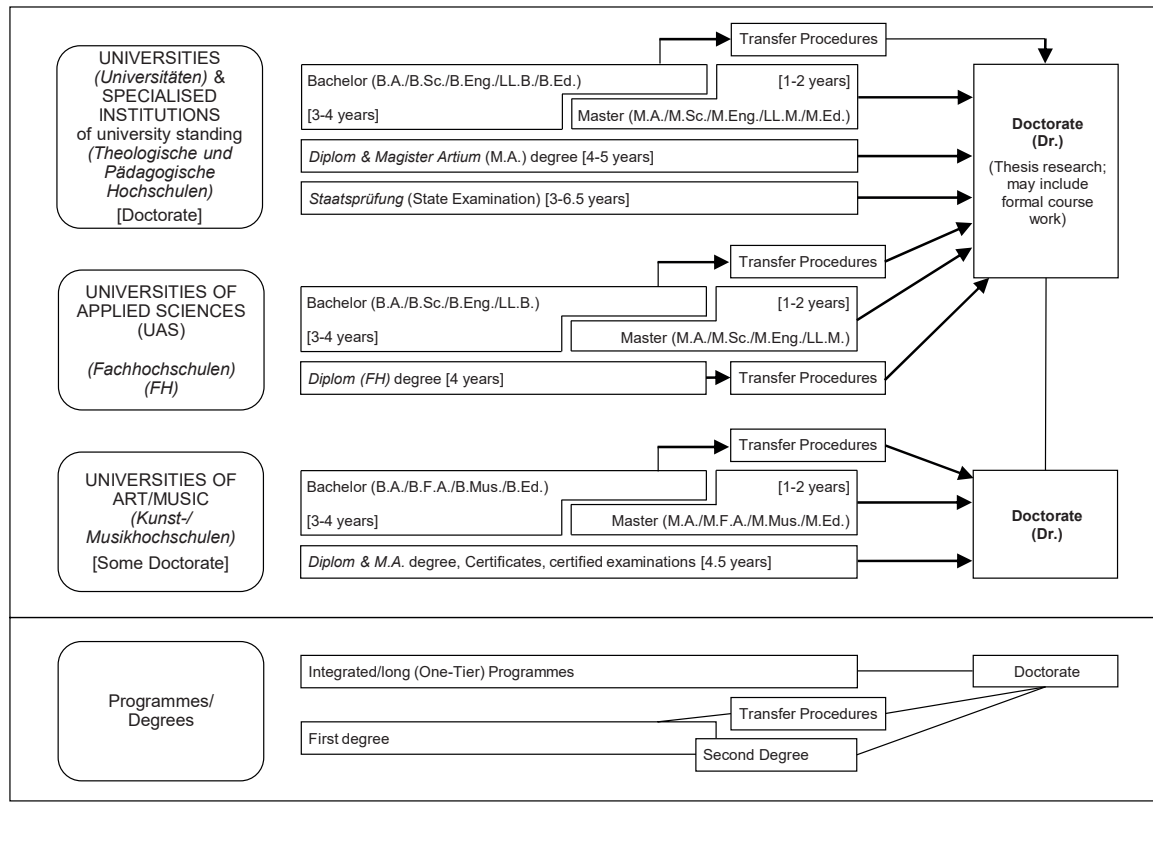 Transfer Procedures
UNIVERSITIES
(Universitäten) &
SPECIALISED
INSTITUTIONS
of university standing
(Theologische und
Pädagogische
Hochschulen)
[Doctorate]
Bachelor (B.A./B.Sc./B.Eng./LL.B./B.Ed.)
[3-4 years]
[1-2 years]
Master (M.A./M.Sc./M.Eng./LL.M./M.Ed.)
Diplom & Magister Artium (M.A.) degree [4-5 years]
Staatsprüfung (State Examination) [3-6.5 years]
Doctorate
(Dr.)
(Thesis research;
may include
formal course
work)
Transfer Procedures
UNIVERSITIES OF
APPLIED SCIENCES
(UAS)
(Fachhochschulen)
(FH)
Bachelor (B.A./B.Sc./B.Eng./LL.B.)
[3-4 years]
[1-2 years]
Master (M.A./M.Sc./M.Eng./LL.M.)
Diplom (FH) degree [4 years]
Transfer Procedures
Transfer Procedures
UNIVERSITIES OF
ART/MUSIC
(Kunst-/
Musikhochschulen)
[Some Doctorate]
Bachelor (B.A./B.F.A./B.Mus./B.Ed.)
[3-4 years]
[1-2 years]
Master (M.A./M.F.A./M.Mus./M.Ed.)
Diplom & M.A. degree, Certificates, certified examinations [4.5 years]
Doctorate
(Dr.)
Programmes/
Degrees
Integrated/long (One-Tier) Programmes
Doctorate
Transfer Procedures
First degree
Second Degree